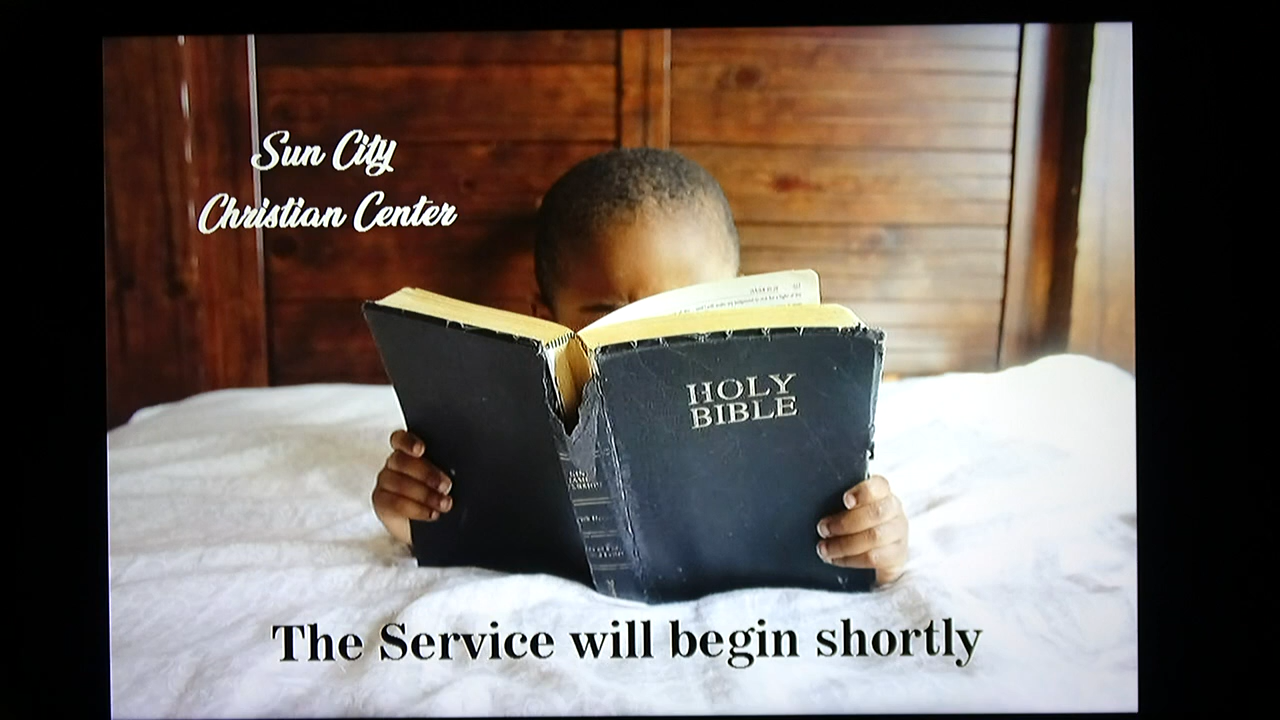 Sun City
Christian Center
HOLY
BIBLE
The Service will begin shortly